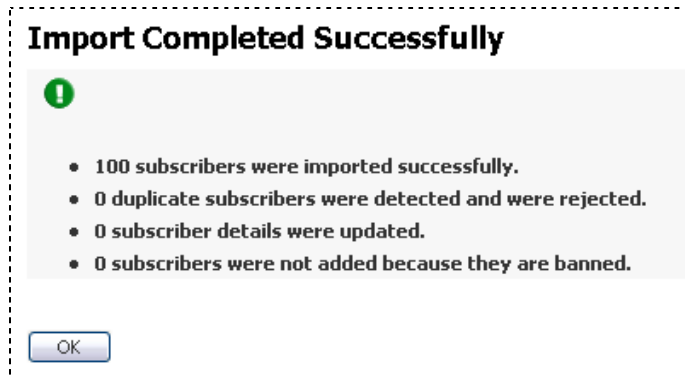 Import Completed Successfully
100 subscribers were imported successfully.
0 duplicate subscribers were detected and were rejected.
0 subscriber details were updated.
0 subscribers were not added because they are banned.
OK